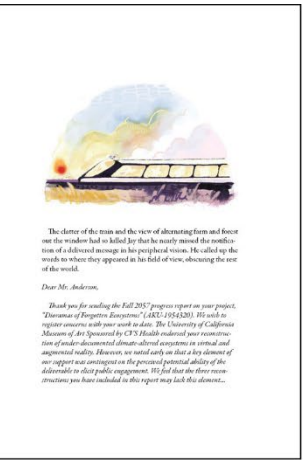 The clatter of the train and the view of alternating farm and forest
out the window had so lulled Jay that he nearly missed the notifica-
tion of a delivered message in his peripheral vision. He called up the
words to where they appeared in his field of view, obscuring the rest
of the world.
Dear Mr. Anderson,
Thank you for sending the Fall 2057 progress report on your project,
"Dioramas of Forgotten Ecosystems" (AKU-1954320). We wish to
register concerns with your work to date. The University of California
Museum of Art Sponsored by CVS Health endorsed your reconstruc-
tion of under-documented climate-altered ecosystems in virtual and
augmented reality. However, we noted early on that a key element of
our support was contingent on the perceived potential ability of the
deliverable to elicit public engagement. We feel that the three recon-
structions you have included in this report may lack this element...